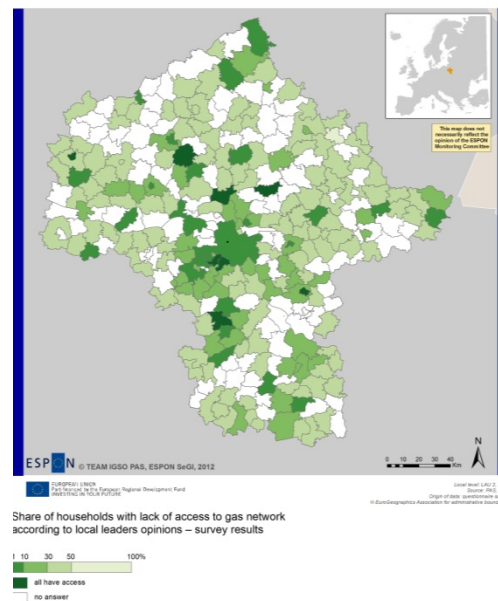 This map does not
necessarily reflect the
opinion of the ESPON
Monitoring Committee
ESPON © TEAM IGSO PAS, ESPON SeGI, 2012
0 10 20 30 40
Km
N
EUROPEAN UNION
Part-financed by the European Regional Development Fund
INVESTING IN YOUR FUTURE
Local level: LAU 2,
Source: PAS,
Origin of data: questionnaire
© EuroGeographics Association for administrative
Share of households with lack of access to gas network
according to local leaders opinions – survey results
10 30 50 100%
all have access
no answer